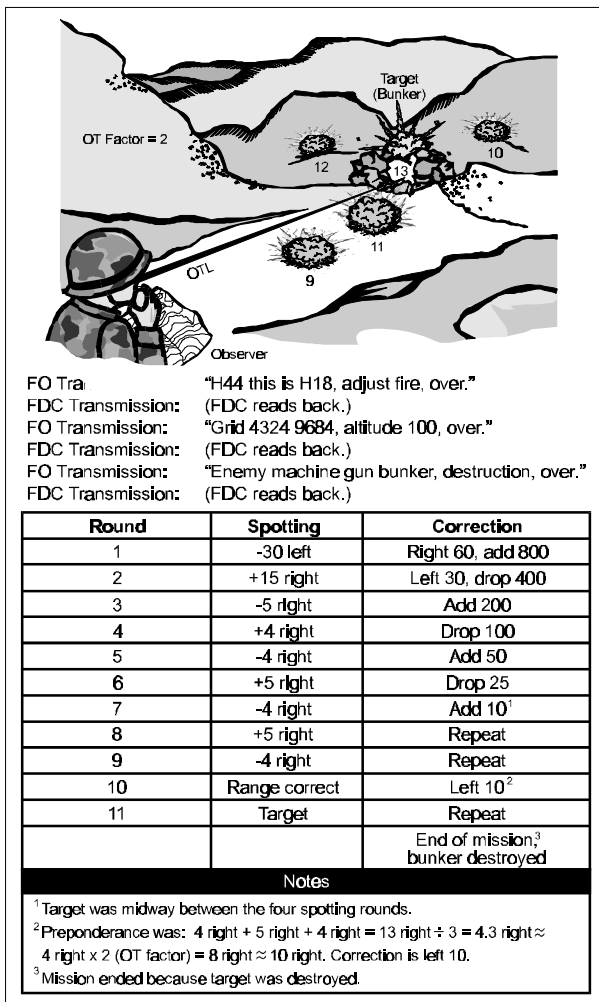 Target
(Bunker)
OT Factor = 2
12
13
10
11
9
OTL
Observer
FO Tra
"H44 this is H18, adjust fire, over."
FDC Transmission: (FDC reads back.)
FO Transmission: "Grid 4324 9684, altitude 100, over."
FDC Transmission: (FDC reads back.)
FO Transmission: "Enemy machine gun bunker, destruction, over."
FDC Transmission: (FDC reads back.)
Round Spotting Correction
1 -30 left Right 60, add 800
2 +15 right Left 30, drop 400
3 -5 right Add 200
4 +4 right Drop 100
5 -4 right Add 50
6 +5 right Drop 25
7 -4 right Add 10¹
8 +5 right Repeat
9 -4 right Repeat
10 Range correct Left 10²
11 Target Repeat
End of mission,³
bunker destroyed
Notes
¹Target was midway between the four spotting rounds.
²Preponderance was: 4 right + 5 right + 4 right = 13 right ÷ 3 = 4.3 right ≈
4 right x 2 (OT factor) = 8 right ≈ 10 right. Correction is left 10.
³Mission ended because target was destroyed.